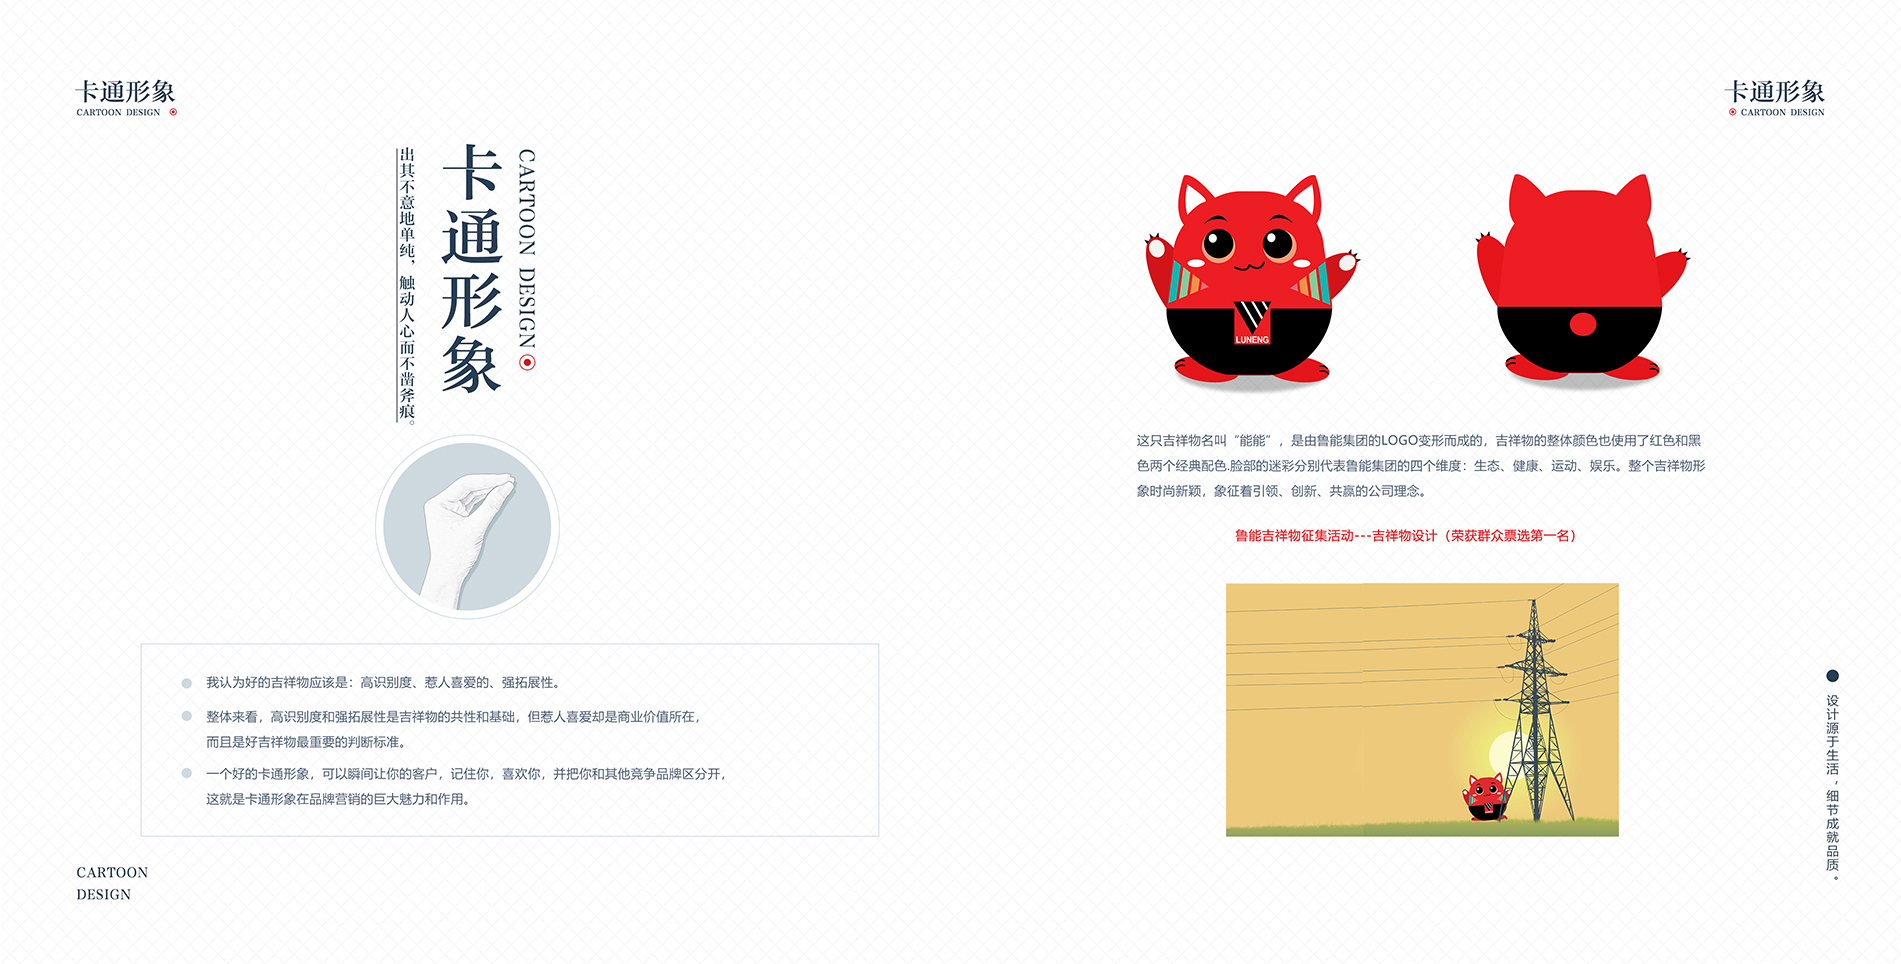 卡通形象
CARTOON DESIGN
卡通形象
CARTOON DESIGN
CARTOON DESIGN
卡通形象
出其不意地单纯，触动人心而不凿斧痕。
我认为好的吉祥物应该是：高识别度、惹人喜爱的、强拓展性。
整体来看，高识别度和强拓展性是吉祥物的共性和基础，但惹人喜爱却是商业价值所在，
而且是好吉祥物最重要的判断标准。
一个好的卡通形象，可以瞬间让你的客户，记住你，喜欢你，并把你和其他竞争品牌区分开，
这就是卡通形象在品牌营销的巨大魅力和作用。
CARTOON
DESIGN
LUNENG
这只吉祥物名叫“能能”，是由鲁能集团的LOGO变形而成的，吉祥物的整体颜色也使用了红色和黑
色两个经典配色.脸部的迷彩分别代表鲁能集团的四个维度：生态、健康、运动、娱乐。整个吉祥物形
象时尚新颖，象征着引领、创新、共赢的公司理念。
鲁能吉祥物征集活动---吉祥物设计（荣获群众票选第一名）
设计源于生活，细节成就品质。